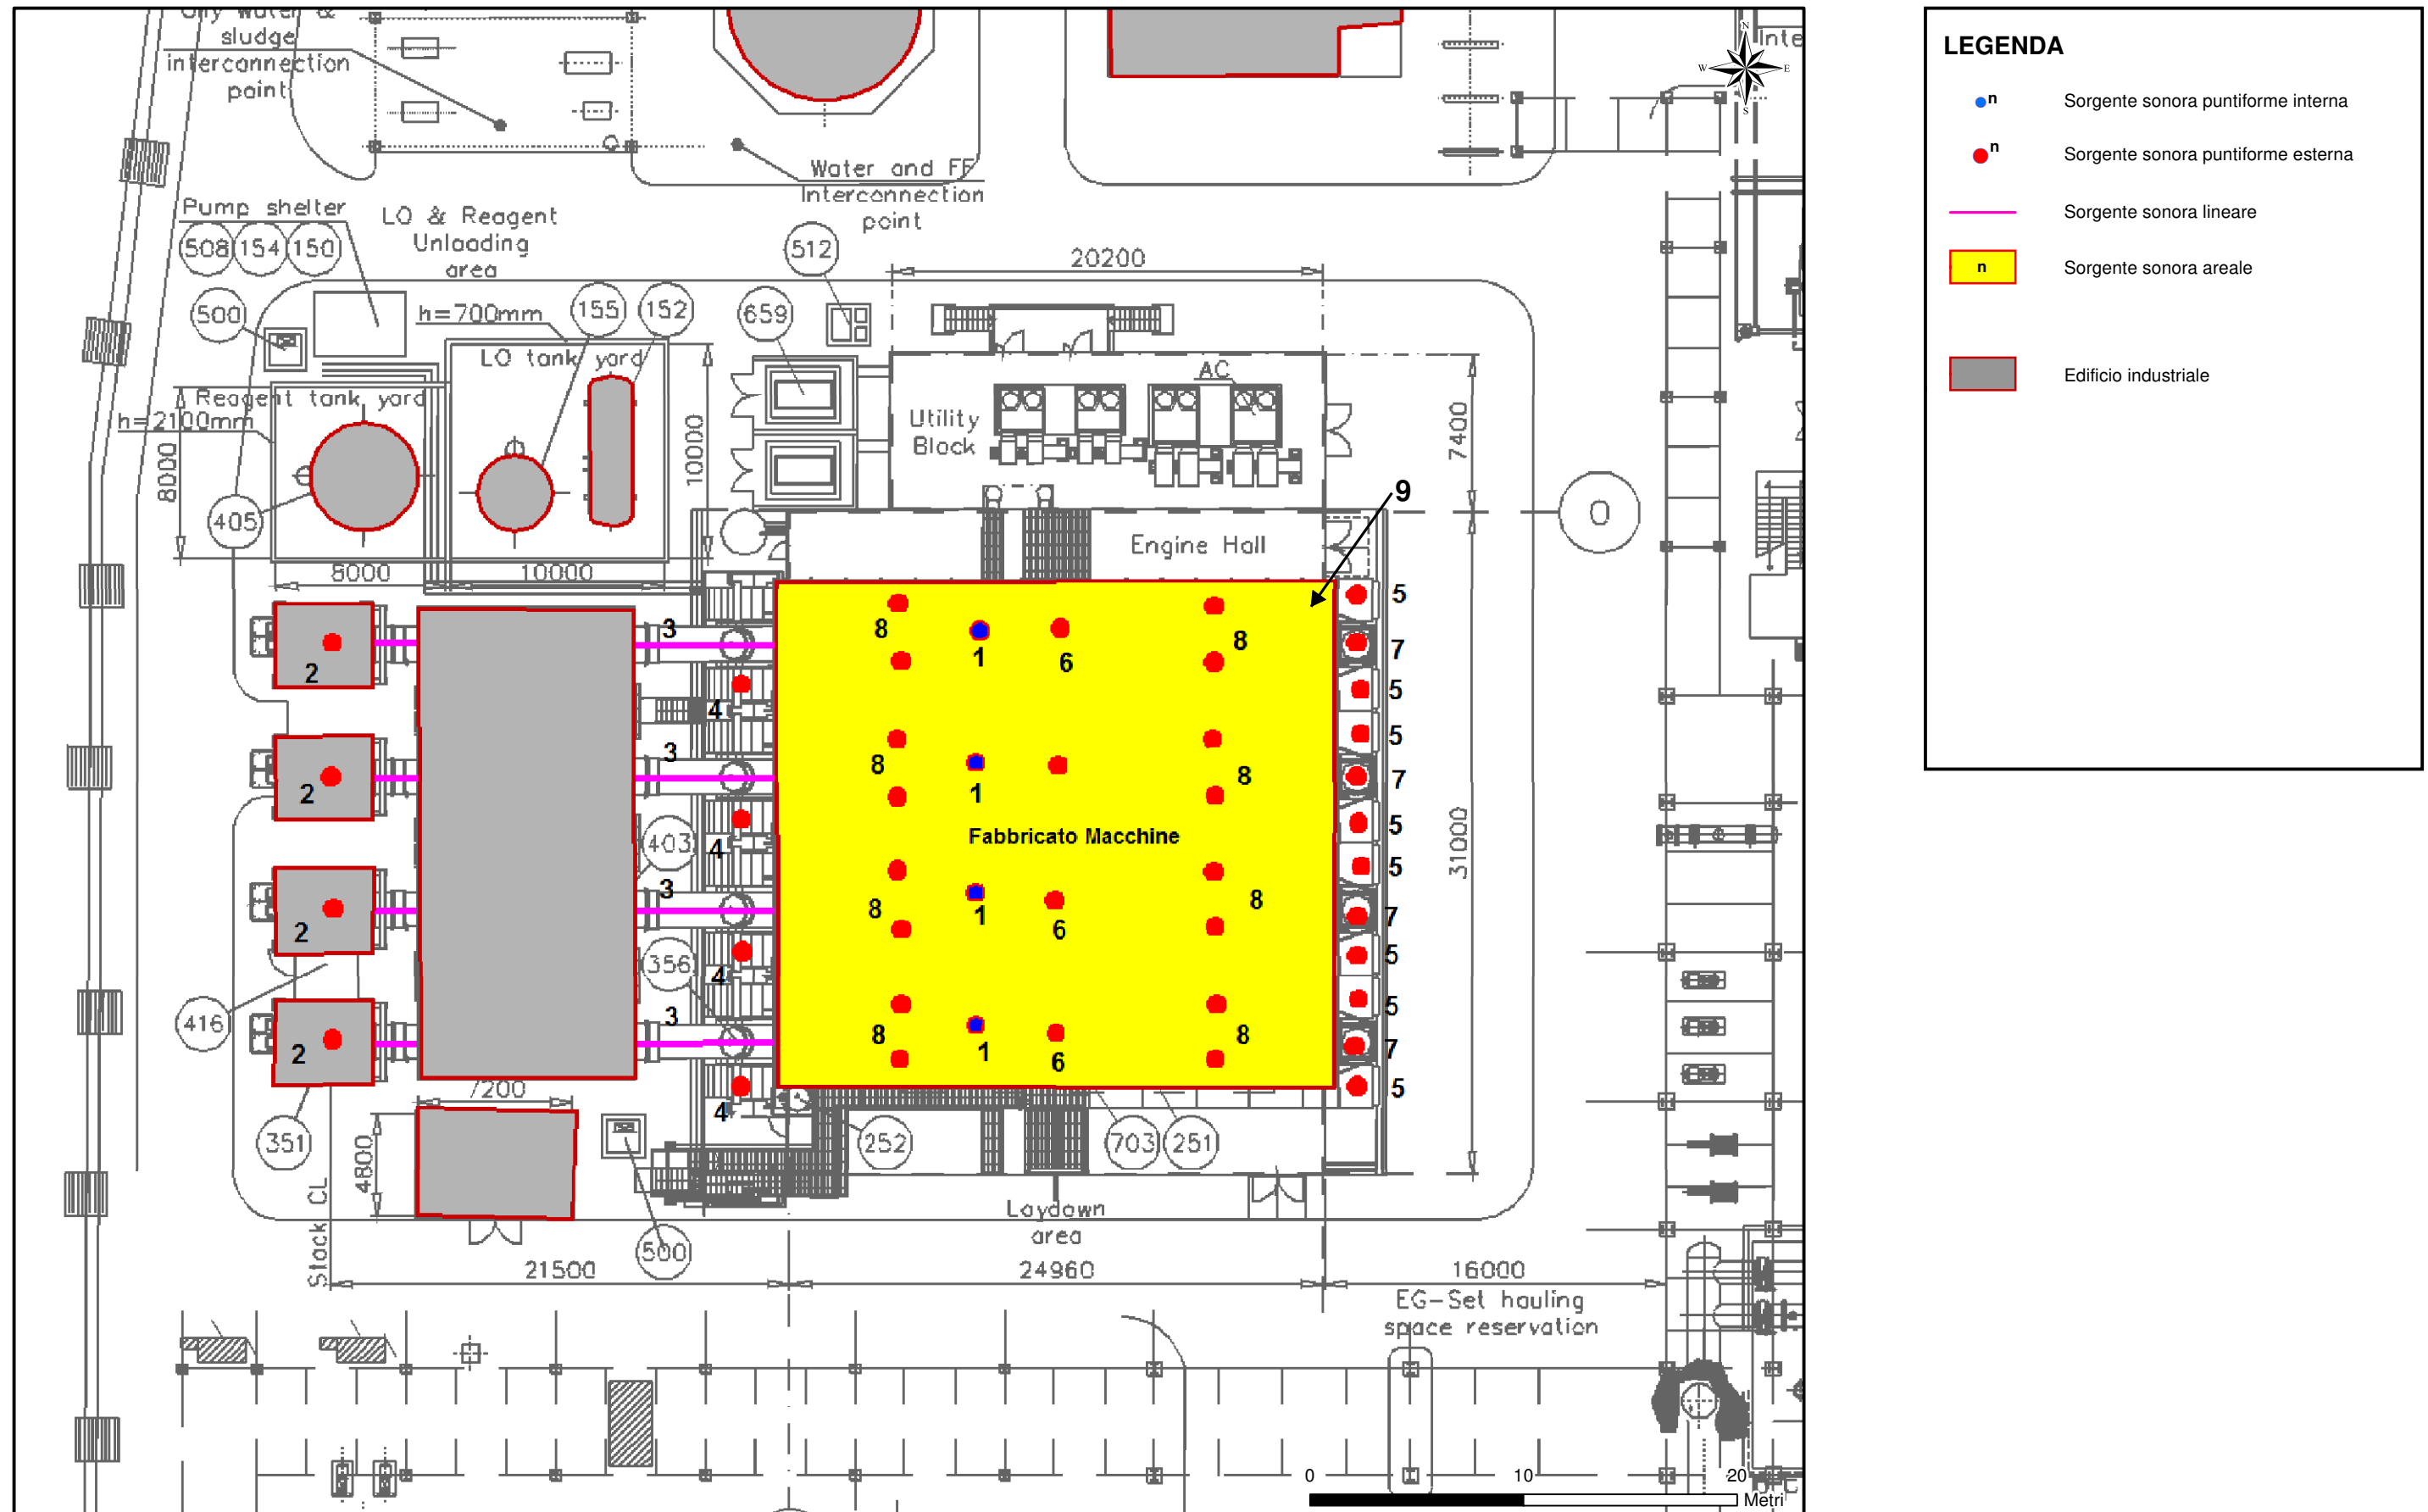 Oily Water &
sludge
interconnection
point
Water and FF
Interconnection
point
Inte
N
W
E
S
Pump shelter
508
154
150
LO & Reagent
Unloading
area
512
20200
500
h=700mm
155
152
659
LO tank yard
Reagent tank yard
h=2100mm
8000
405
10000
8000
10000
Utility
Block
AC
7400
9
0
Engine Hall
31000
5
7
5
5
7
5
5
7
5
5
7
5
8
1
6
8
8
1
8
Fabbricato Macchine
8
1
6
8
8
1
6
8
3
3
3
3
4
4
4
4
2
2
2
2
403
356
416
351
7200
4800
252
703
251
500
Stack CL
Laydown
area
21500
24960
16000
EG-Set hauling
space reservation
0
10
20
Metri
LEGENDA
n
Sorgente sonora puntiforme interna
n
Sorgente sonora puntiforme esterna
Sorgente sonora lineare
n
Sorgente sonora areale
Edificio industriale